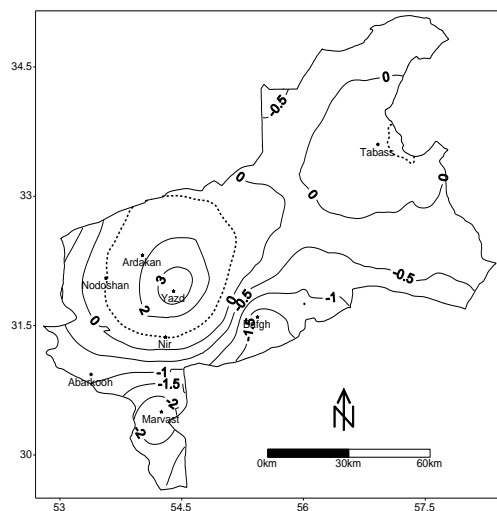 34.5
0
-0.5
Tabass
33
0
0
0
Ardakan
3
Nodoshan
Yazd
-0.5
2
0
-0.5
-1
0
31.5
-1.5
Bafgh
Nir
-1
Abarkooh
-1.5
-2
Marvast
-2
N
30
0km
30km
60km
53
54.5
56
57.5